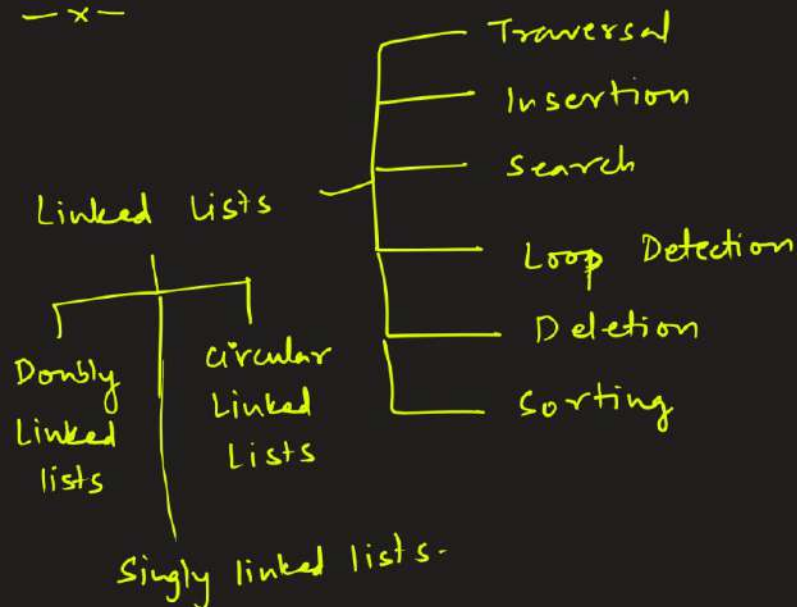 — x —
Traversal
Insertion
Search
Linked Lists
Loop Detection
Deletion
Doubly
Linked
lists
circular
Linked
Lists
Sorting
Singly linked lists.